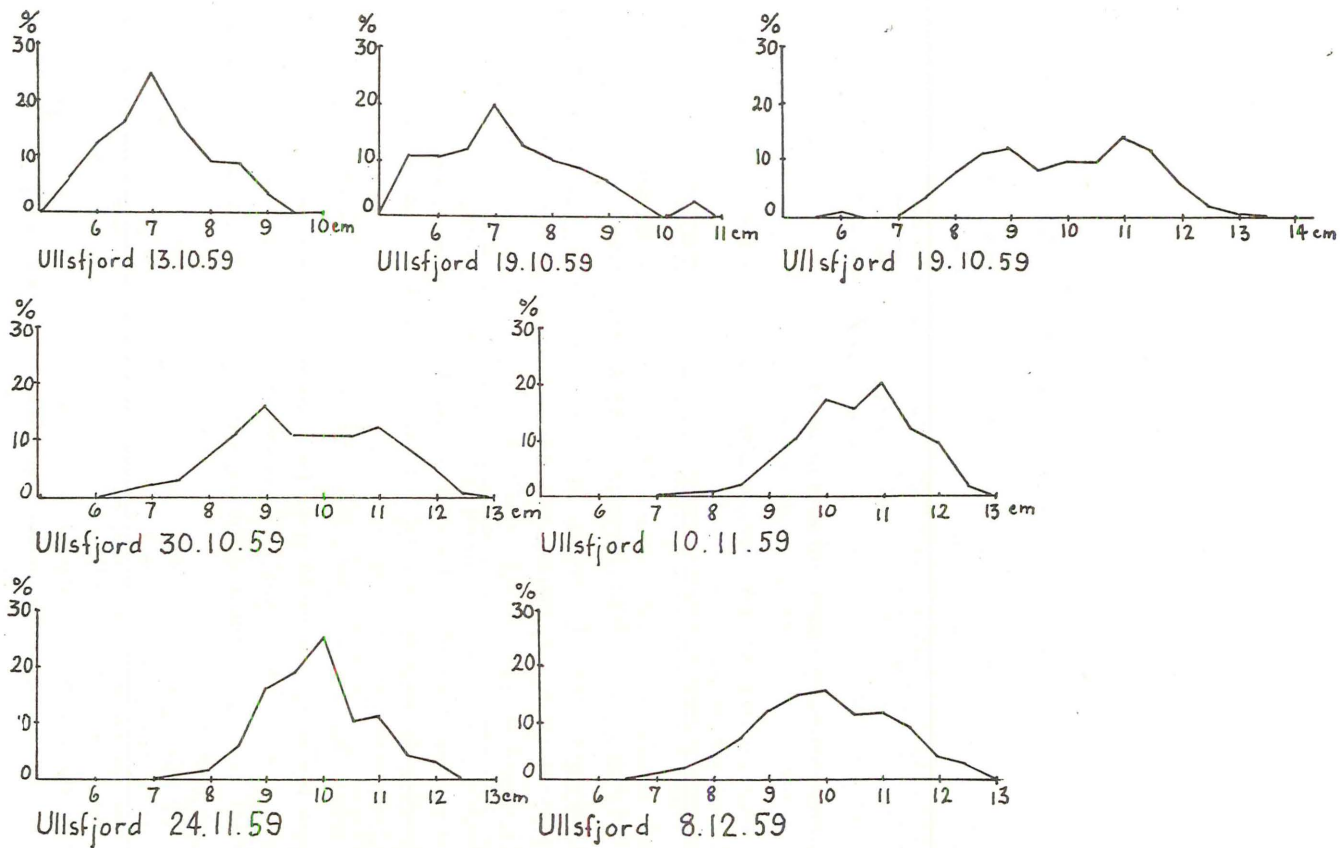 %
30
20
10
0
6 7 8 9 10 cm
Ullsfjord 13.10.59
%
30
20
10
0
6 7 8 9 10 11 cm
Ullsfjord 19.10.59
%
30
20
10
0
6 7 8 9 10 11 12 13 14 cm
Ullsfjord 19.10.59
%
30
20
10
0
6 7 8 9 10 11 12 13 cm
Ullsfjord 30.10.59
%
30
20
10
0
6 7 8 9 10 11 12 13 cm
Ullsfjord 10.11.59
%
30
20
10
0
6 7 8 9 10 11 12 13 cm
Ullsfjord 24.11.59
%
30
20
10
0
6 7 8 9 10 11 12 13
Ullsfjord 8.12.59